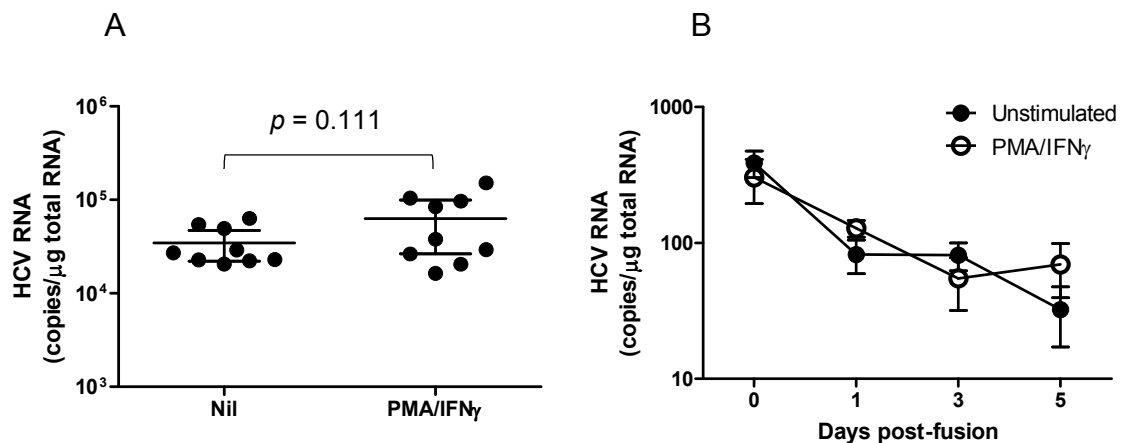 A
HCV RNA
(copies/μg total RNA)
10⁶
10⁵
10⁴
10³
p = 0.111
Nil
PMA/IFNγ
B
HCV RNA
(copies/μg total RNA)
1000
100
10
Unstimulated
PMA/IFNγ
0 1 3 5
Days post-fusion